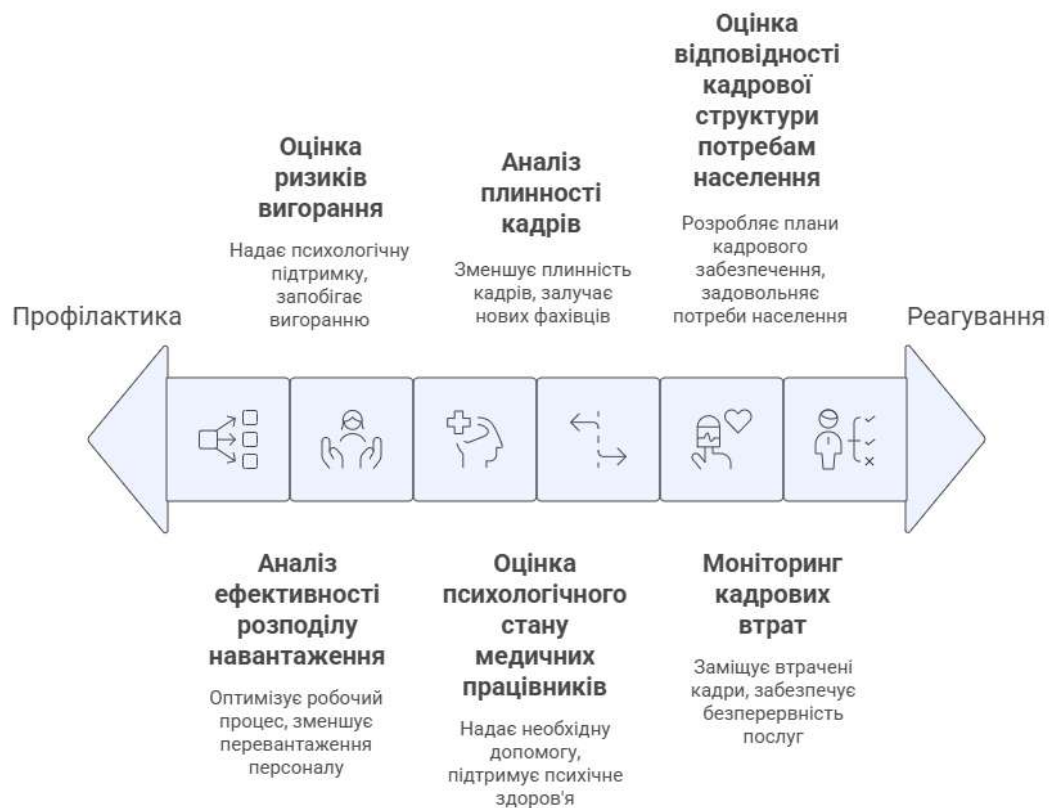 Оцінка
відповідності
кадрової
структури
потребам
населення
Розробляє плани
кадрового
забезпечення,
задовольняє
потреби населення
Оцінка
ризиків
вигорання
Надає психологічну
підтримку,
запобігає
вигоранню
Аналіз
плинності
кадрів
Зменшує плинність
кадрів, залучає
нових фахівців
Профілактика
Реагування
Аналіз
ефективності
розподілу
навантаження
Оптимізує робочий
процес, зменшує
перевантаження
персоналу
Оцінка
психологічного
стану
медичних
працівників
Надає необхідну
допомогу,
підтримує психічне
здоров'я
Моніторинг
кадрових
втрат
Заміщує втрачені
кадри, забезпечує
безперервність
послуг